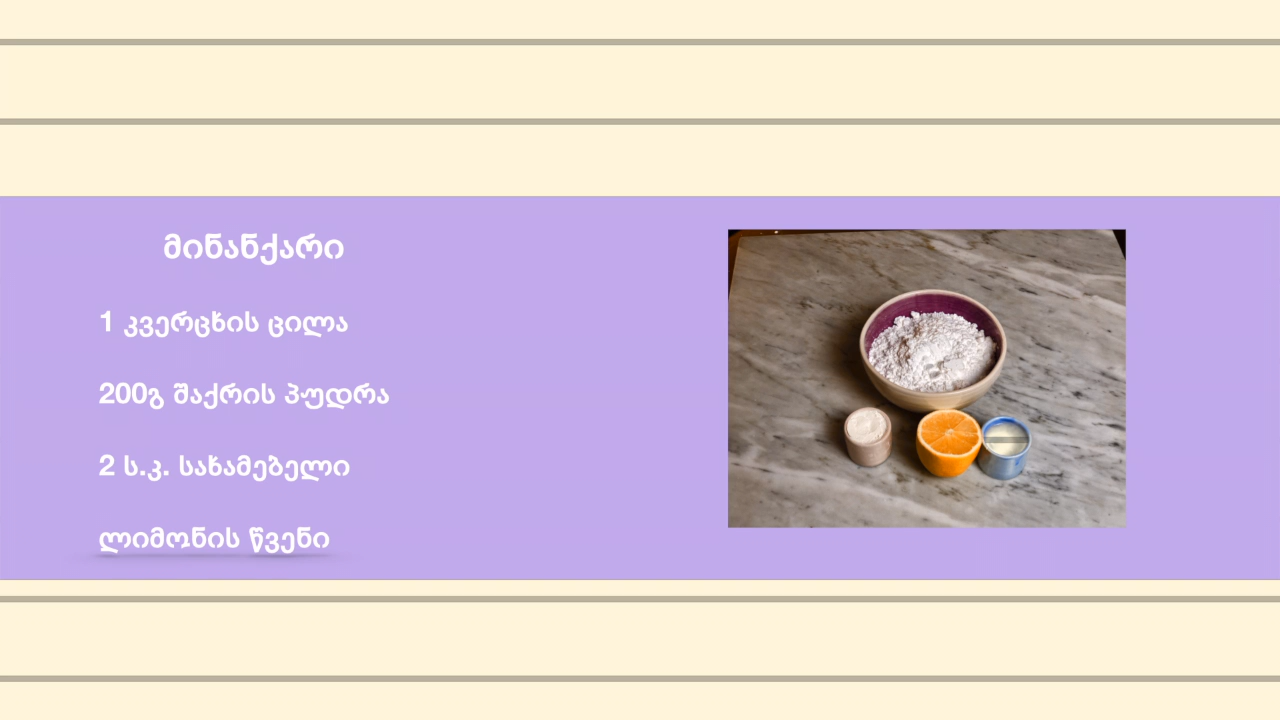 მინანქარი
1 კვერცხის ცილა
200გ შაქრის პუდრა
2 ს.კ. სახამებელი
ლიმონის წვენი